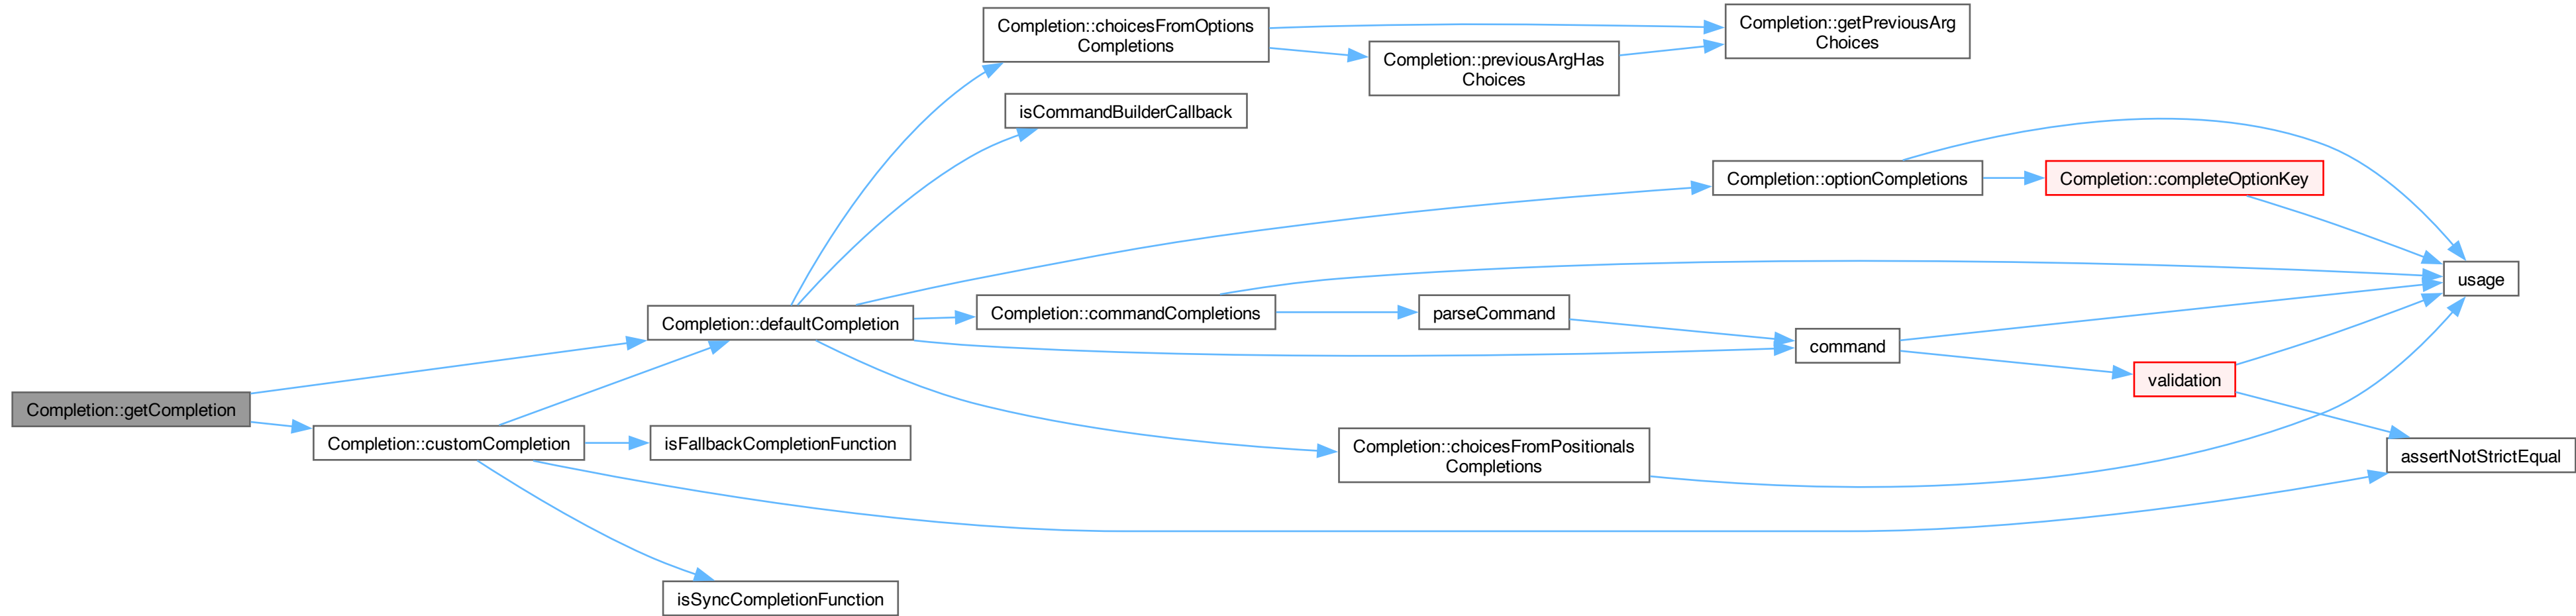 Completion::getCompletion
Completion::defaultCompletion
Completion::customCompletion
isFallbackCompletionFunction
isSyncCompletionFunction
Completion::choicesFromOptions
Completions
isCommandBuilderCallback
Completion::commandCompletions
Completion::previousArgHas
Choices
Completion::getPreviousArg
Choices
Completion::optionCompletions
Completion::completeOptionKey
parseCommand
command
Completion::choicesFromPositionals
Completions
validation
usage
assertNotStrictEqual